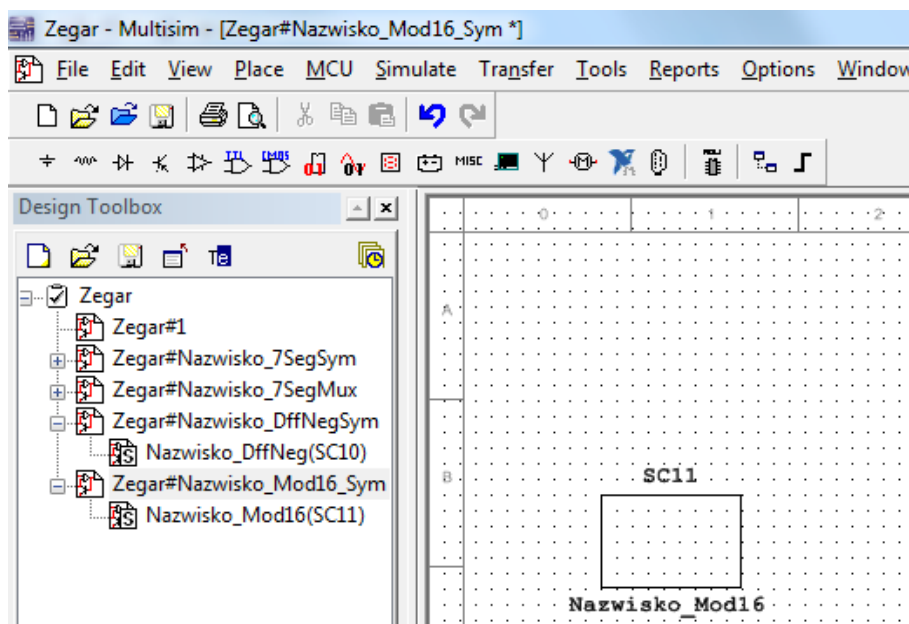 Zegar - Multisim - [Zegar#Nazwisko_Mod16_Sym *]
File Edit View Place MCU Simulate Transfer Tools Reports Options Window
TTL CMOS MISC
Design Toolbox
0 1 2
Zegar
Zegar#1
A
Zegar#Nazwisko_7SegSym
Zegar#Nazwisko_7SegMux
Zegar#Nazwisko_DffNegSym
Nazwisko_DffNeg(SC10)
Zegar#Nazwisko_Mod16_Sym
B
SC11
Nazwisko_Mod16(SC11)
Nazwisko_Mod16